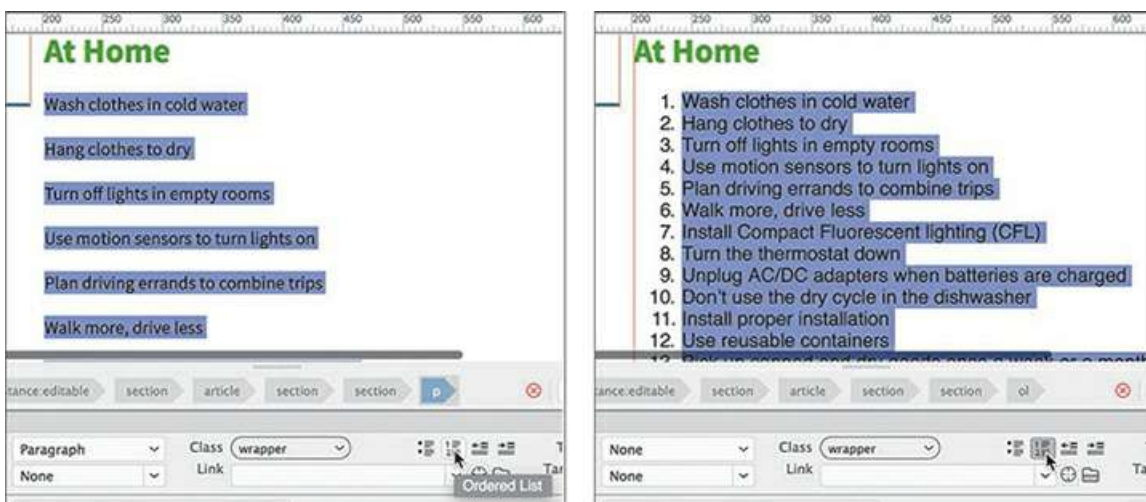 200 250 300 350 400 450 500 550 600
At Home
Wash clothes in cold water
Hang clothes to dry
Turn off lights in empty rooms
Use motion sensors to turn lights on
Plan driving errands to combine trips
Walk more, drive less
tance:editable section article section section p
Paragraph Class wrapper
None Link
Ordered List
200 250 300 350 400 450 500 550 600
At Home
1. Wash clothes in cold water
2. Hang clothes to dry
3. Turn off lights in empty rooms
4. Use motion sensors to turn lights on
5. Plan driving errands to combine trips
6. Walk more, drive less
7. Install Compact Fluorescent lighting (CFL)
8. Turn the thermostat down
9. Unplug AC/DC adapters when batteries are charged
10. Don't use the dry cycle in the dishwasher
11. Install proper installation
12. Use reusable containers
ance:editable section article section section ol
None Class wrapper
None Link Ta